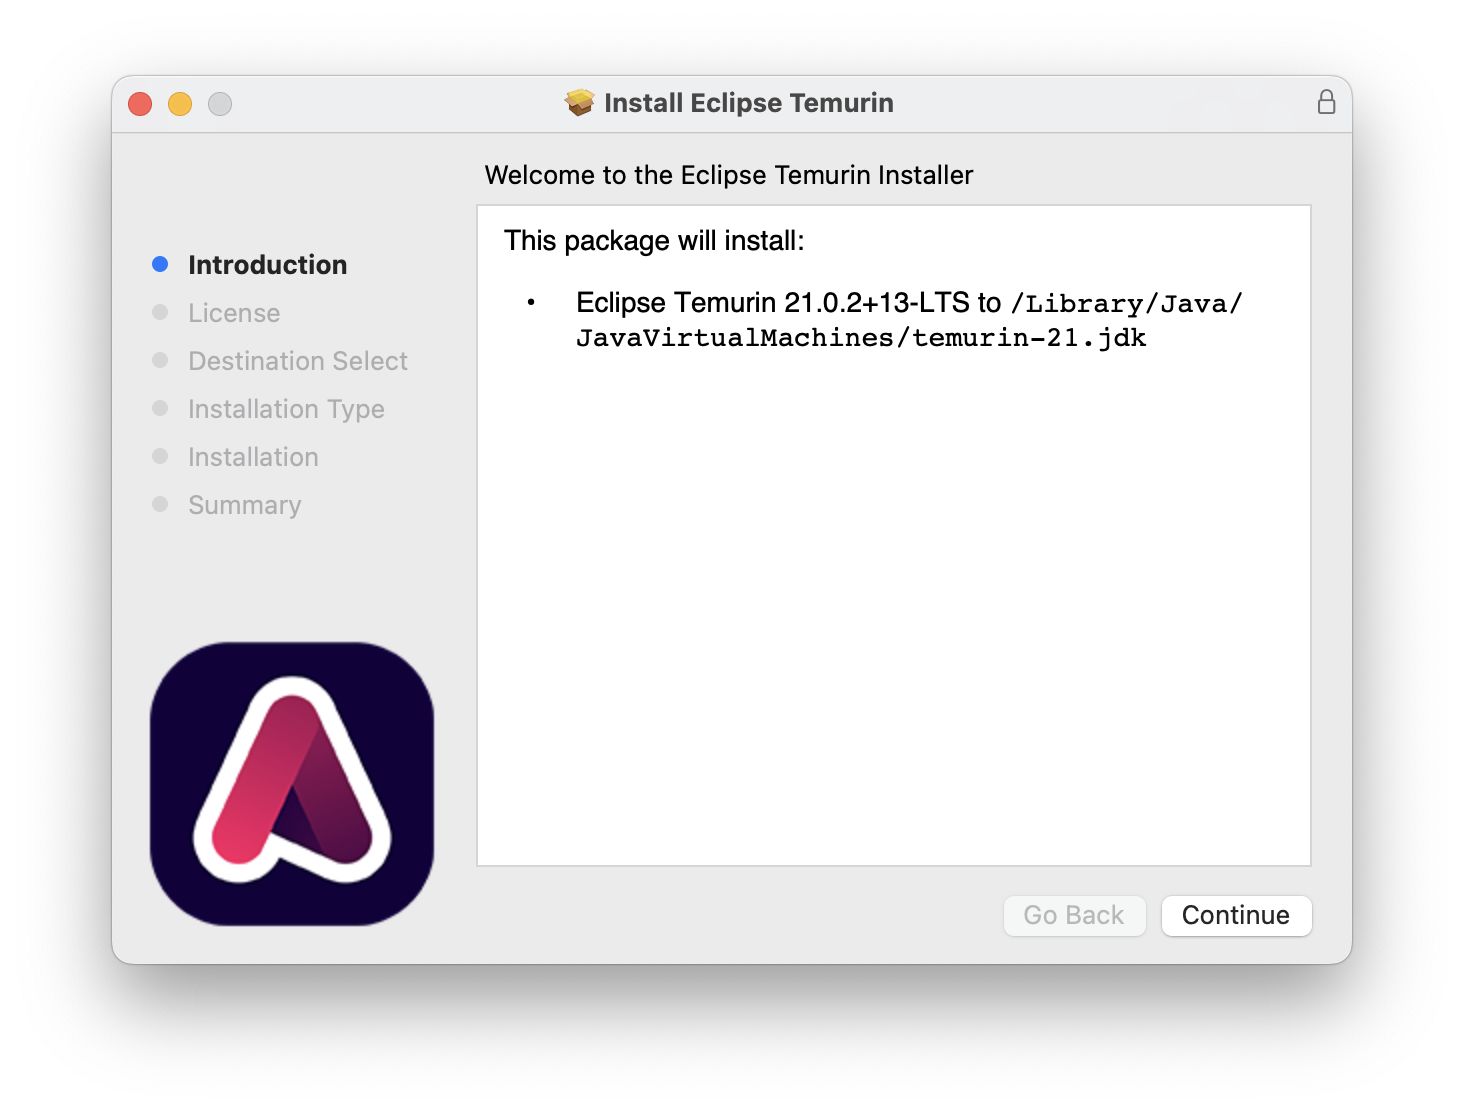 Install Eclipse Temurin
Welcome to the Eclipse Temurin Installer
Introduction
License
Destination Select
Installation Type
Installation
Summary
This package will install:
• Eclipse Temurin 21.0.2+13-LTS to /Library/Java/
JavaVirtualMachines/temurin-21.jdk
Go Back
Continue